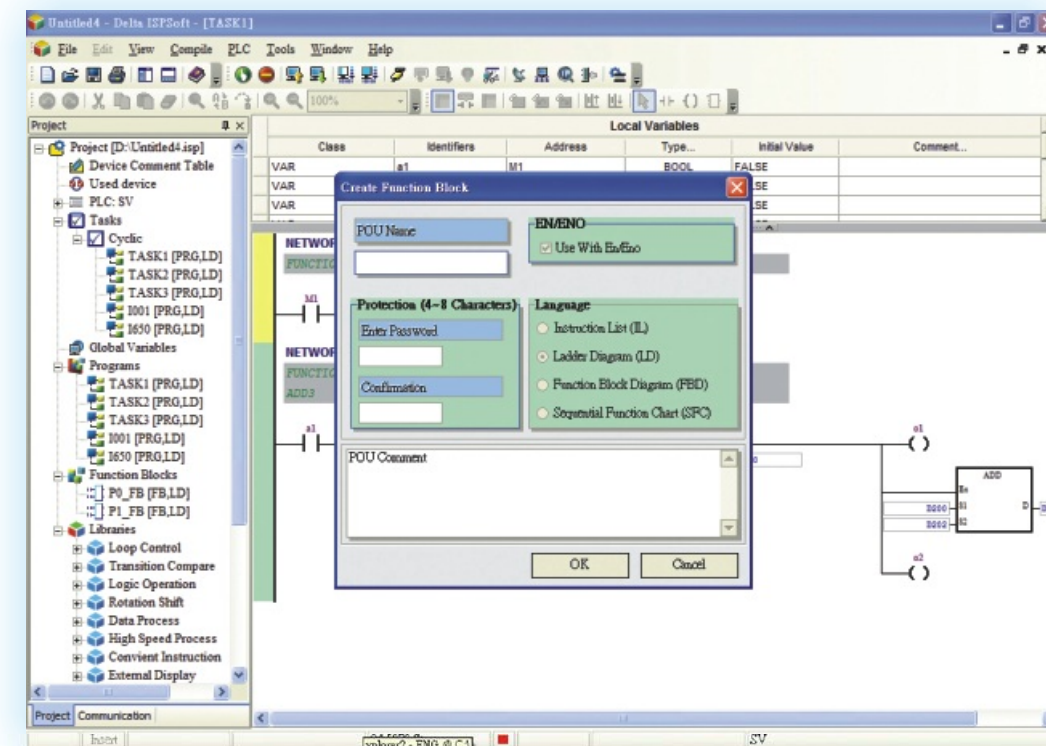 Untitled4 - Delta ISPSoft - [TASK1]
File Edit View Compile PLC Tools Window Help
100%
Project
Project [D:\Untitled4.isp]
Device Comment Table
Used device
PLC: SV
Tasks
Cyclic
TASK1 [PRG,LD]
TASK2 [PRG,LD]
TASK3 [PRG,LD]
I001 [PRG,LD]
I650 [PRG,LD]
Global Variables
Programs
TASK1 [PRG,LD]
TASK2 [PRG,LD]
TASK3 [PRG,LD]
I001 [PRG,LD]
I650 [PRG,LD]
Function Blocks
P0_FB [FB,LD]
P1_FB [FB,LD]
Libraries
Loop Control
Transition Compare
Logic Operation
Rotation Shift
Data Process
High Speed Process
Convient Instruction
External Display
Project Communication
Local Variables
Class Identifiers Address Type... Initial Value Comment...
VAR a1 M1 BOOL FALSE
VAR
VAR
NETWOR
FUNCTIO
M1
NETWOR
FUNCTIO
ADD3
a1
Create Function Block
POU Name
EN/ENO
Use With En/Eno
Protection (4~8 Characters)
Enter Password
Confirmation
Language
Instruction List (IL)
Ladder Diagram (LD)
Function Block Diagram (FBD)
Sequential Function Chart (SFC)
POU Comment
OK Cancel
ADD
En
S1
S2
D
D200
D202
a2
Insert
SV